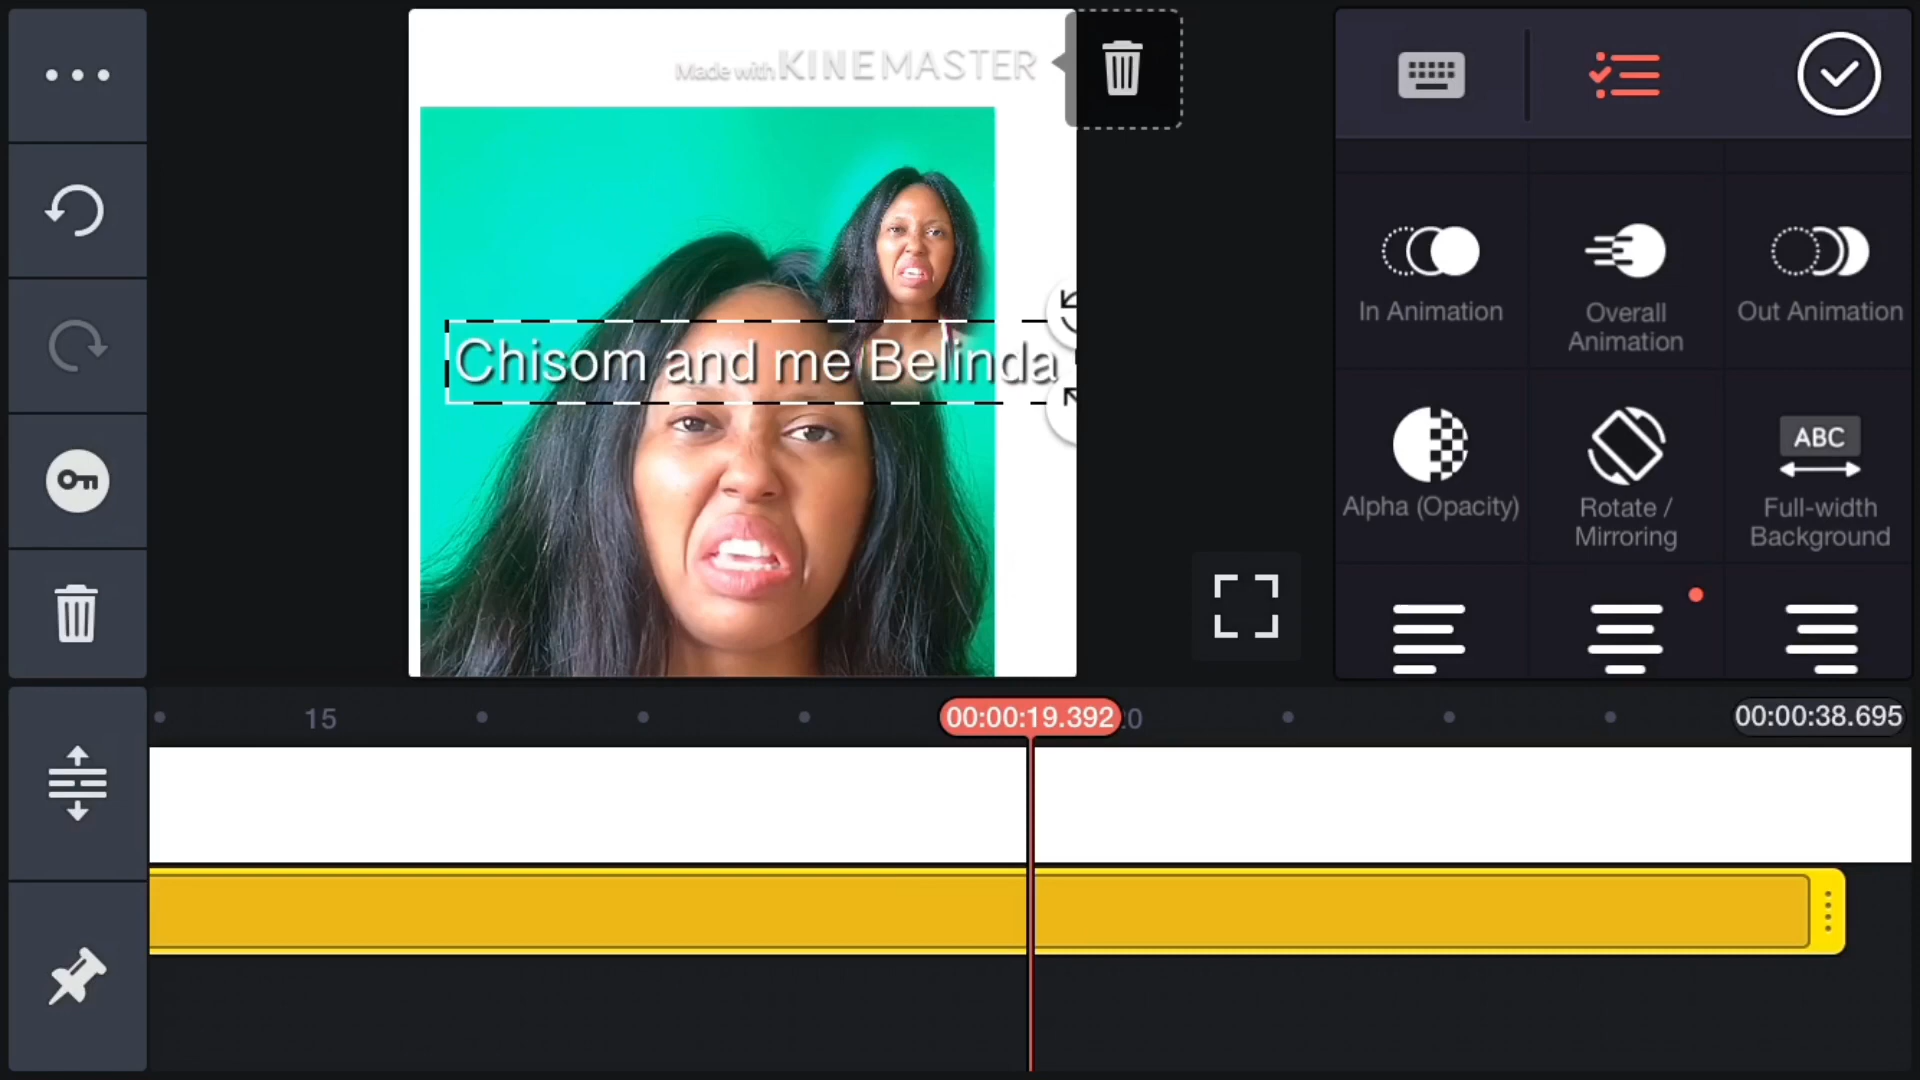 Made with KINEMASTER
Chisom and me Belinda
In Animation
Overall
Animation
Out Animation
Alpha (Opacity)
Rotate /
Mirroring
ABC
Full-width
Background
15
00:00:19.392
20
00:00:38.695